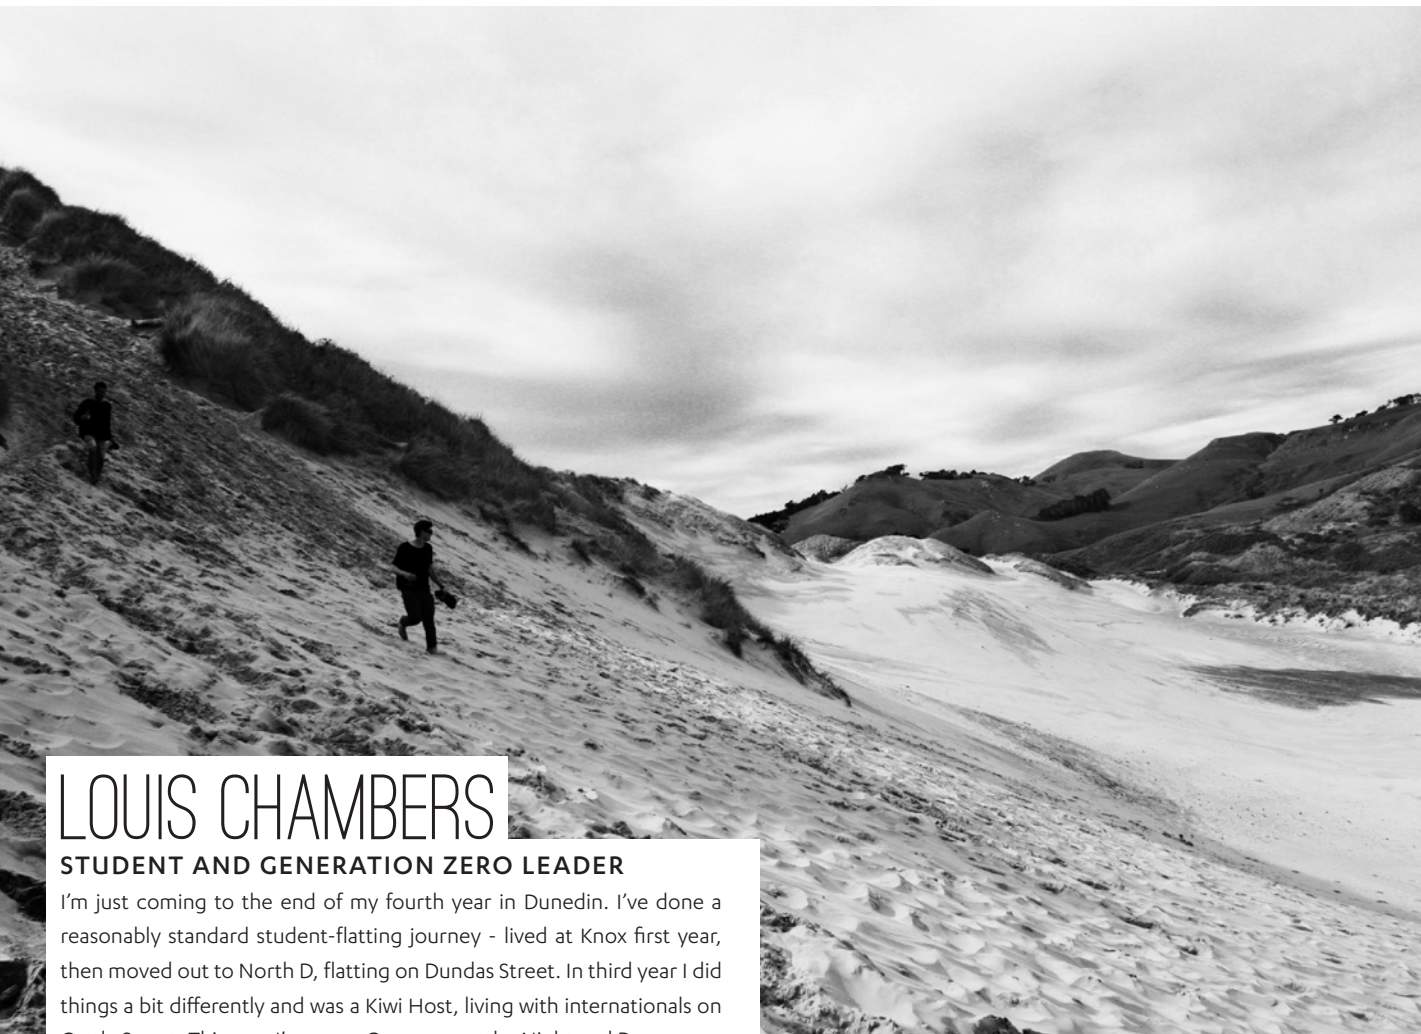 LOUIS CHAMBERS
STUDENT AND GENERATION ZERO LEADER
I’m just coming to the end of my fourth year in Dunedin. I’ve done a
reasonably standard student-flatting journey - lived at Knox first year,
then moved out to North D, flatting on Dundas Street. In third year I did
things a bit differently and was a Kiwi Host, living with internationals on